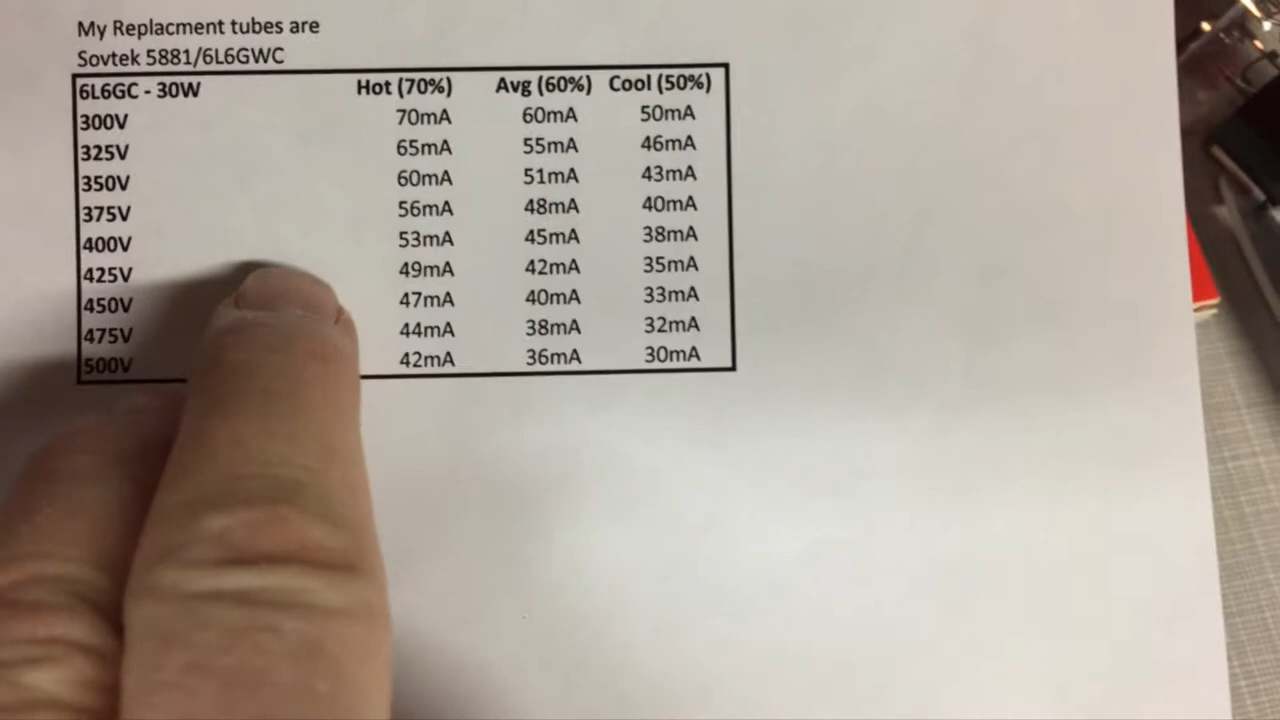 My Replacment tubes are
Sovtek 5881/6L6GWC
6L6GC - 30W Hot (70%) Avg (60%) Cool (50%)
300V 70mA 60mA 50mA
325V 65mA 55mA 46mA
350V 60mA 51mA 43mA
375V 56mA 48mA 40mA
400V 53mA 45mA 38mA
425V 49mA 42mA 35mA
450V 47mA 40mA 33mA
475V 44mA 38mA 32mA
500V 42mA 36mA 30mA